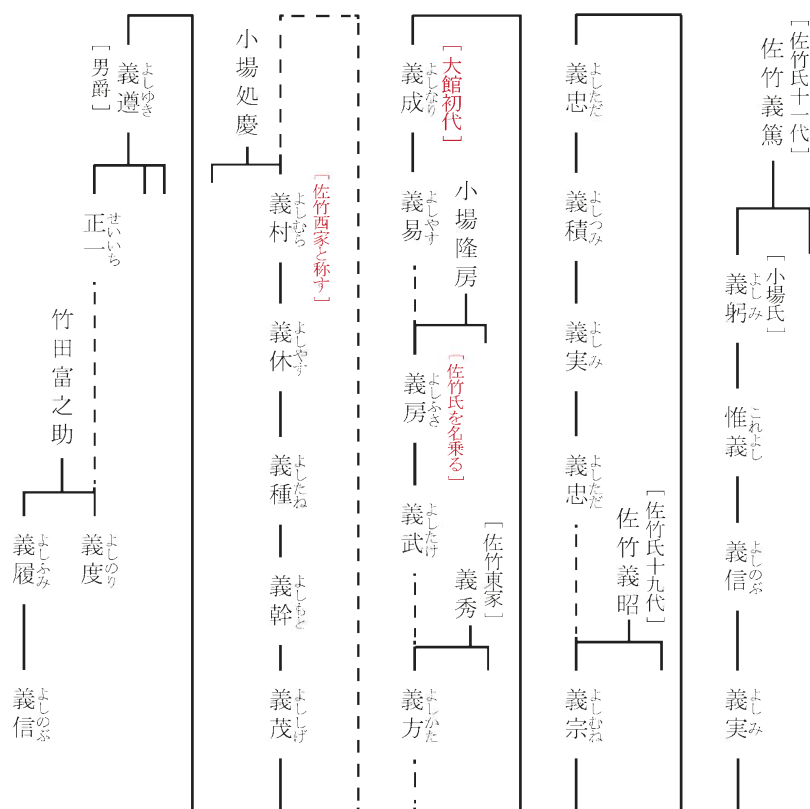 ［佐竹氏十一代］
佐竹義篤
［小場氏］
義躬
よしみ
惟義
これよし
義信
よしのぶ
義実
よしみ
義忠
よしただ
義積
よしつみ
義実
よしみ
義忠
よしただ
［佐竹氏十九代］
佐竹義昭
義宗
よしむね
［大館初代］
義成
よしなり
義易
よしやす
小場隆房
［佐竹氏を名乗る］
義房
よしふさ
義武
よしたけ
［佐竹東家］
義秀
義方
よしかた
小場処慶
［佐竹西家と称す］
義村
よしむら
義休
よしやす
義種
よしたね
義幹
よしもと
義茂
よししげ
義遵
よしゆき
［男爵］
正一
せいいち
竹田富之助
義度
よしのり
義履
よしふみ
義信
よしのぶ